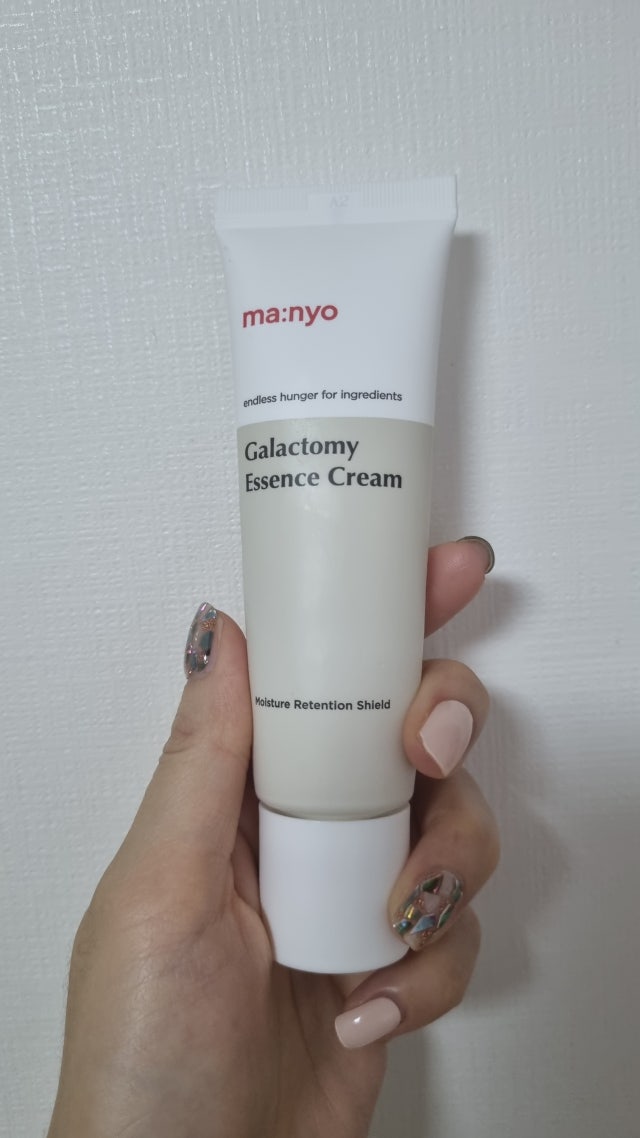 ma:nyo
endless hunger for ingredients
Galactomy
Essence Cream
Moisture Retention Shield